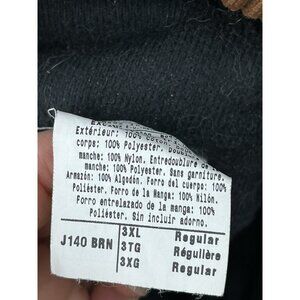 Extérieur: 100% Coton.
corps: 100% Polyester. Doublure
manche: 100% Nylon. Entredoublure de
manche: 100% Polyester. Sans garniture.
Armazón: 100% Algodón. Forro del cuerpo: 100%
Poliéster. Forro de la manga: 100%
Forro entrelazado de la manga: 100%
Poliéster. Sin incluir adorno.
J140 BRN
3XL Regular
3TG Régulière
3XG Regular